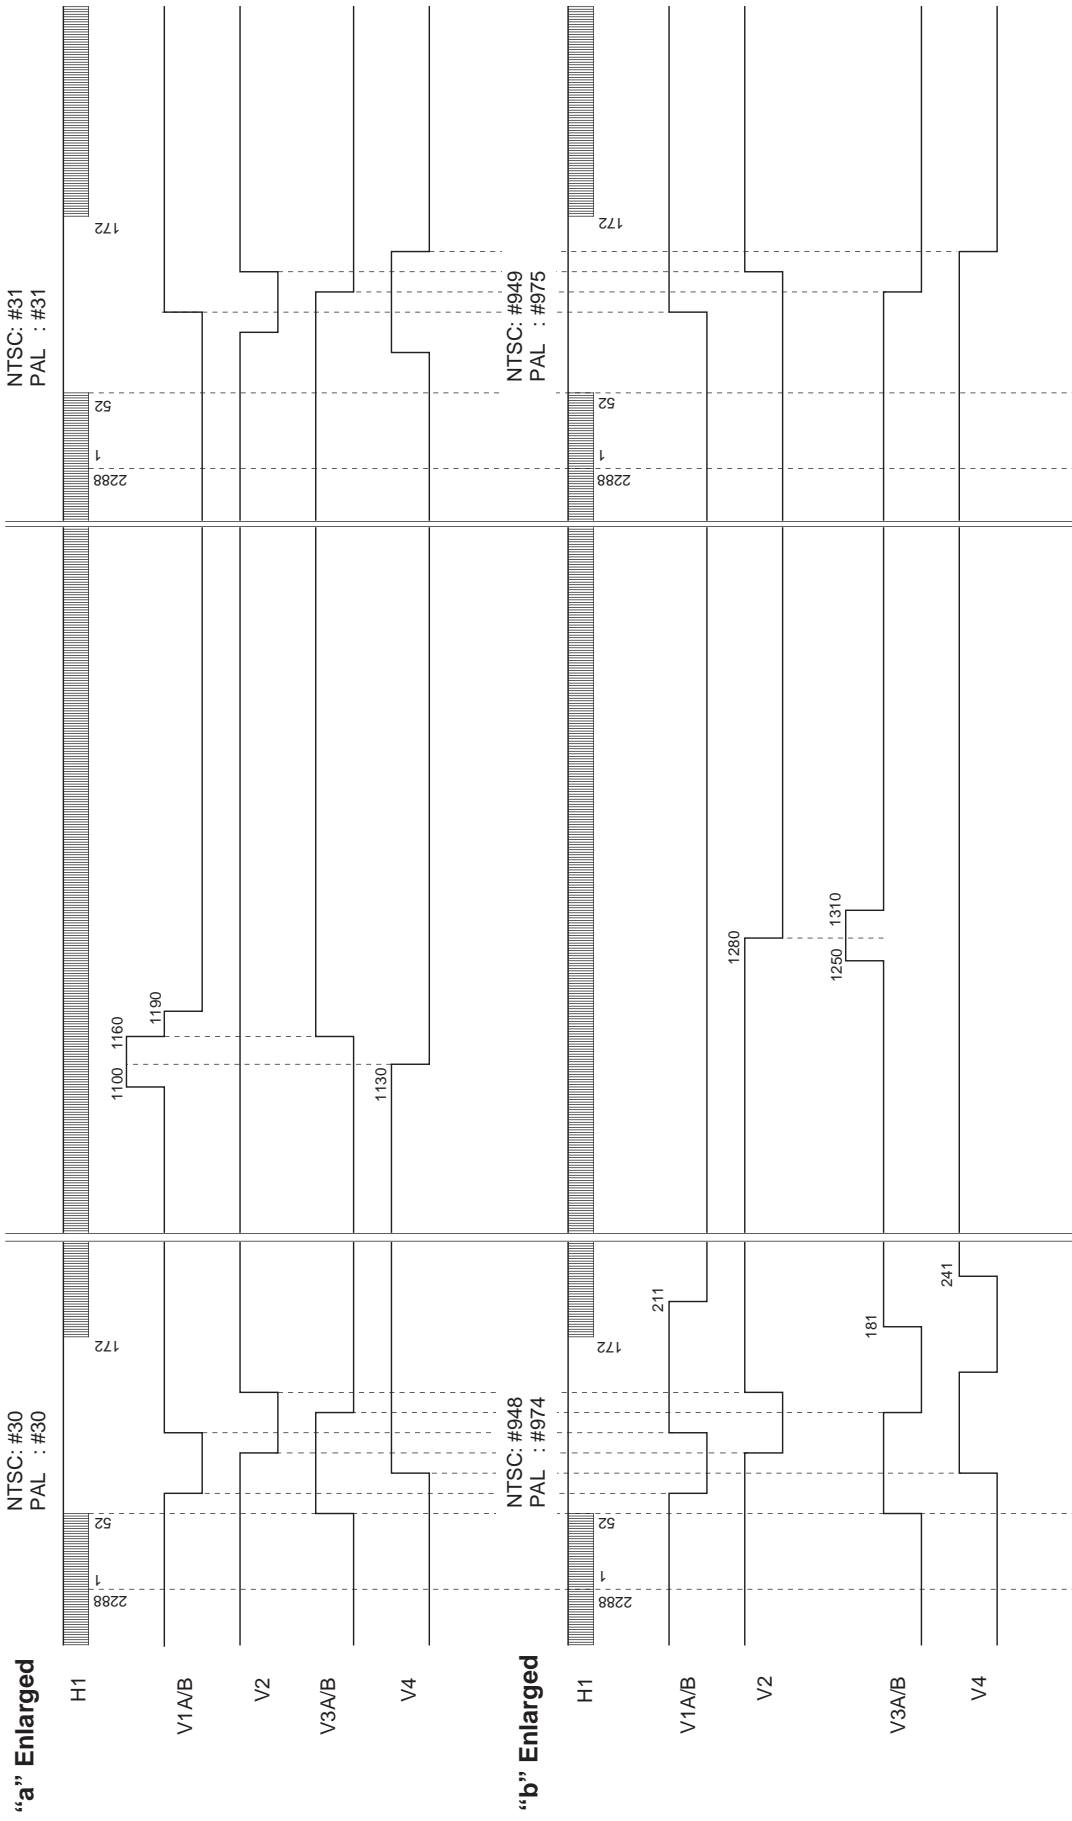 “a” Enlarged
NTSC: #30
PAL : #30
NTSC: #31
PAL : #31
H1
2288
1
52
172
2288
1
52
172
V1A/B
1100
1160
1190
V2
V3A/B
V4
1130
“b” Enlarged
NTSC: #948
PAL : #974
NTSC: #949
PAL : #975
H1
2288
1
52
172
2288
1
52
172
V1A/B
211
V2
1280
V3A/B
181
1250
1310
V4
241